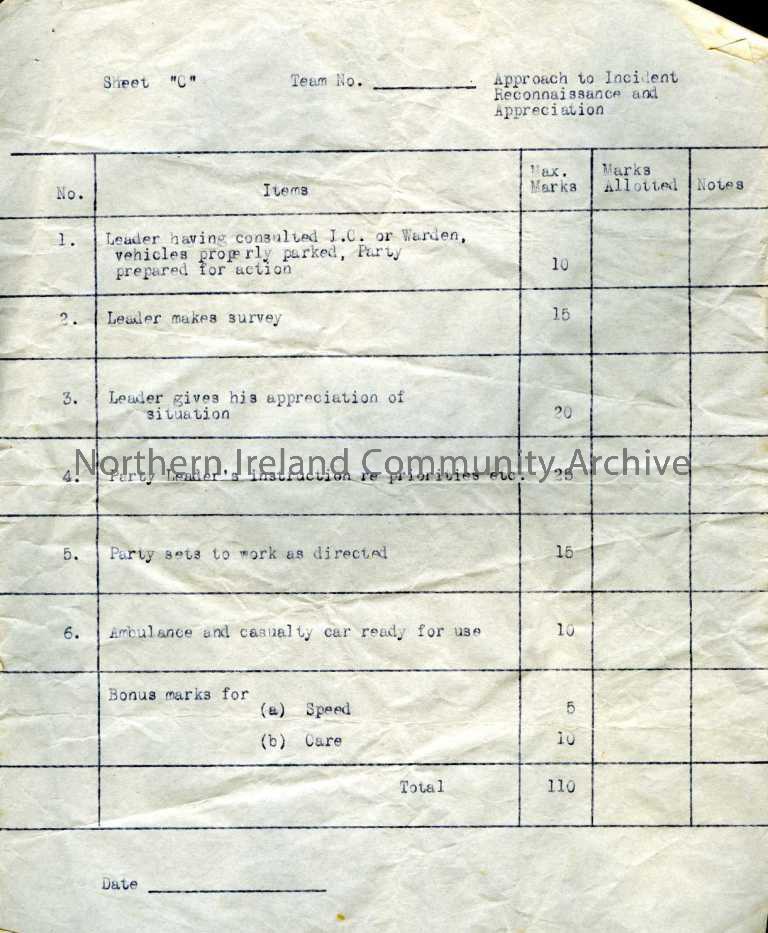 Sheet "C" Team No. ________ Approach to Incident
Reconnaissance and
Appreciation
No. Items Max. Marks Marks Allotted Notes
1. Leader having consulted I.C. or Warden,
vehicles properly parked, Party
prepared for action 10
2. Leader makes survey 15
3. Leader gives his appreciation of
situation 20
Northern Ireland Community Archive
4. Party Leader's instruction re priorities etc. 25
5. Party sets to work as directed 15
6. Ambulance and casualty car ready for use 10
Bonus marks for
(a) Speed 5
(b) Care 10
Total 110
Date ________